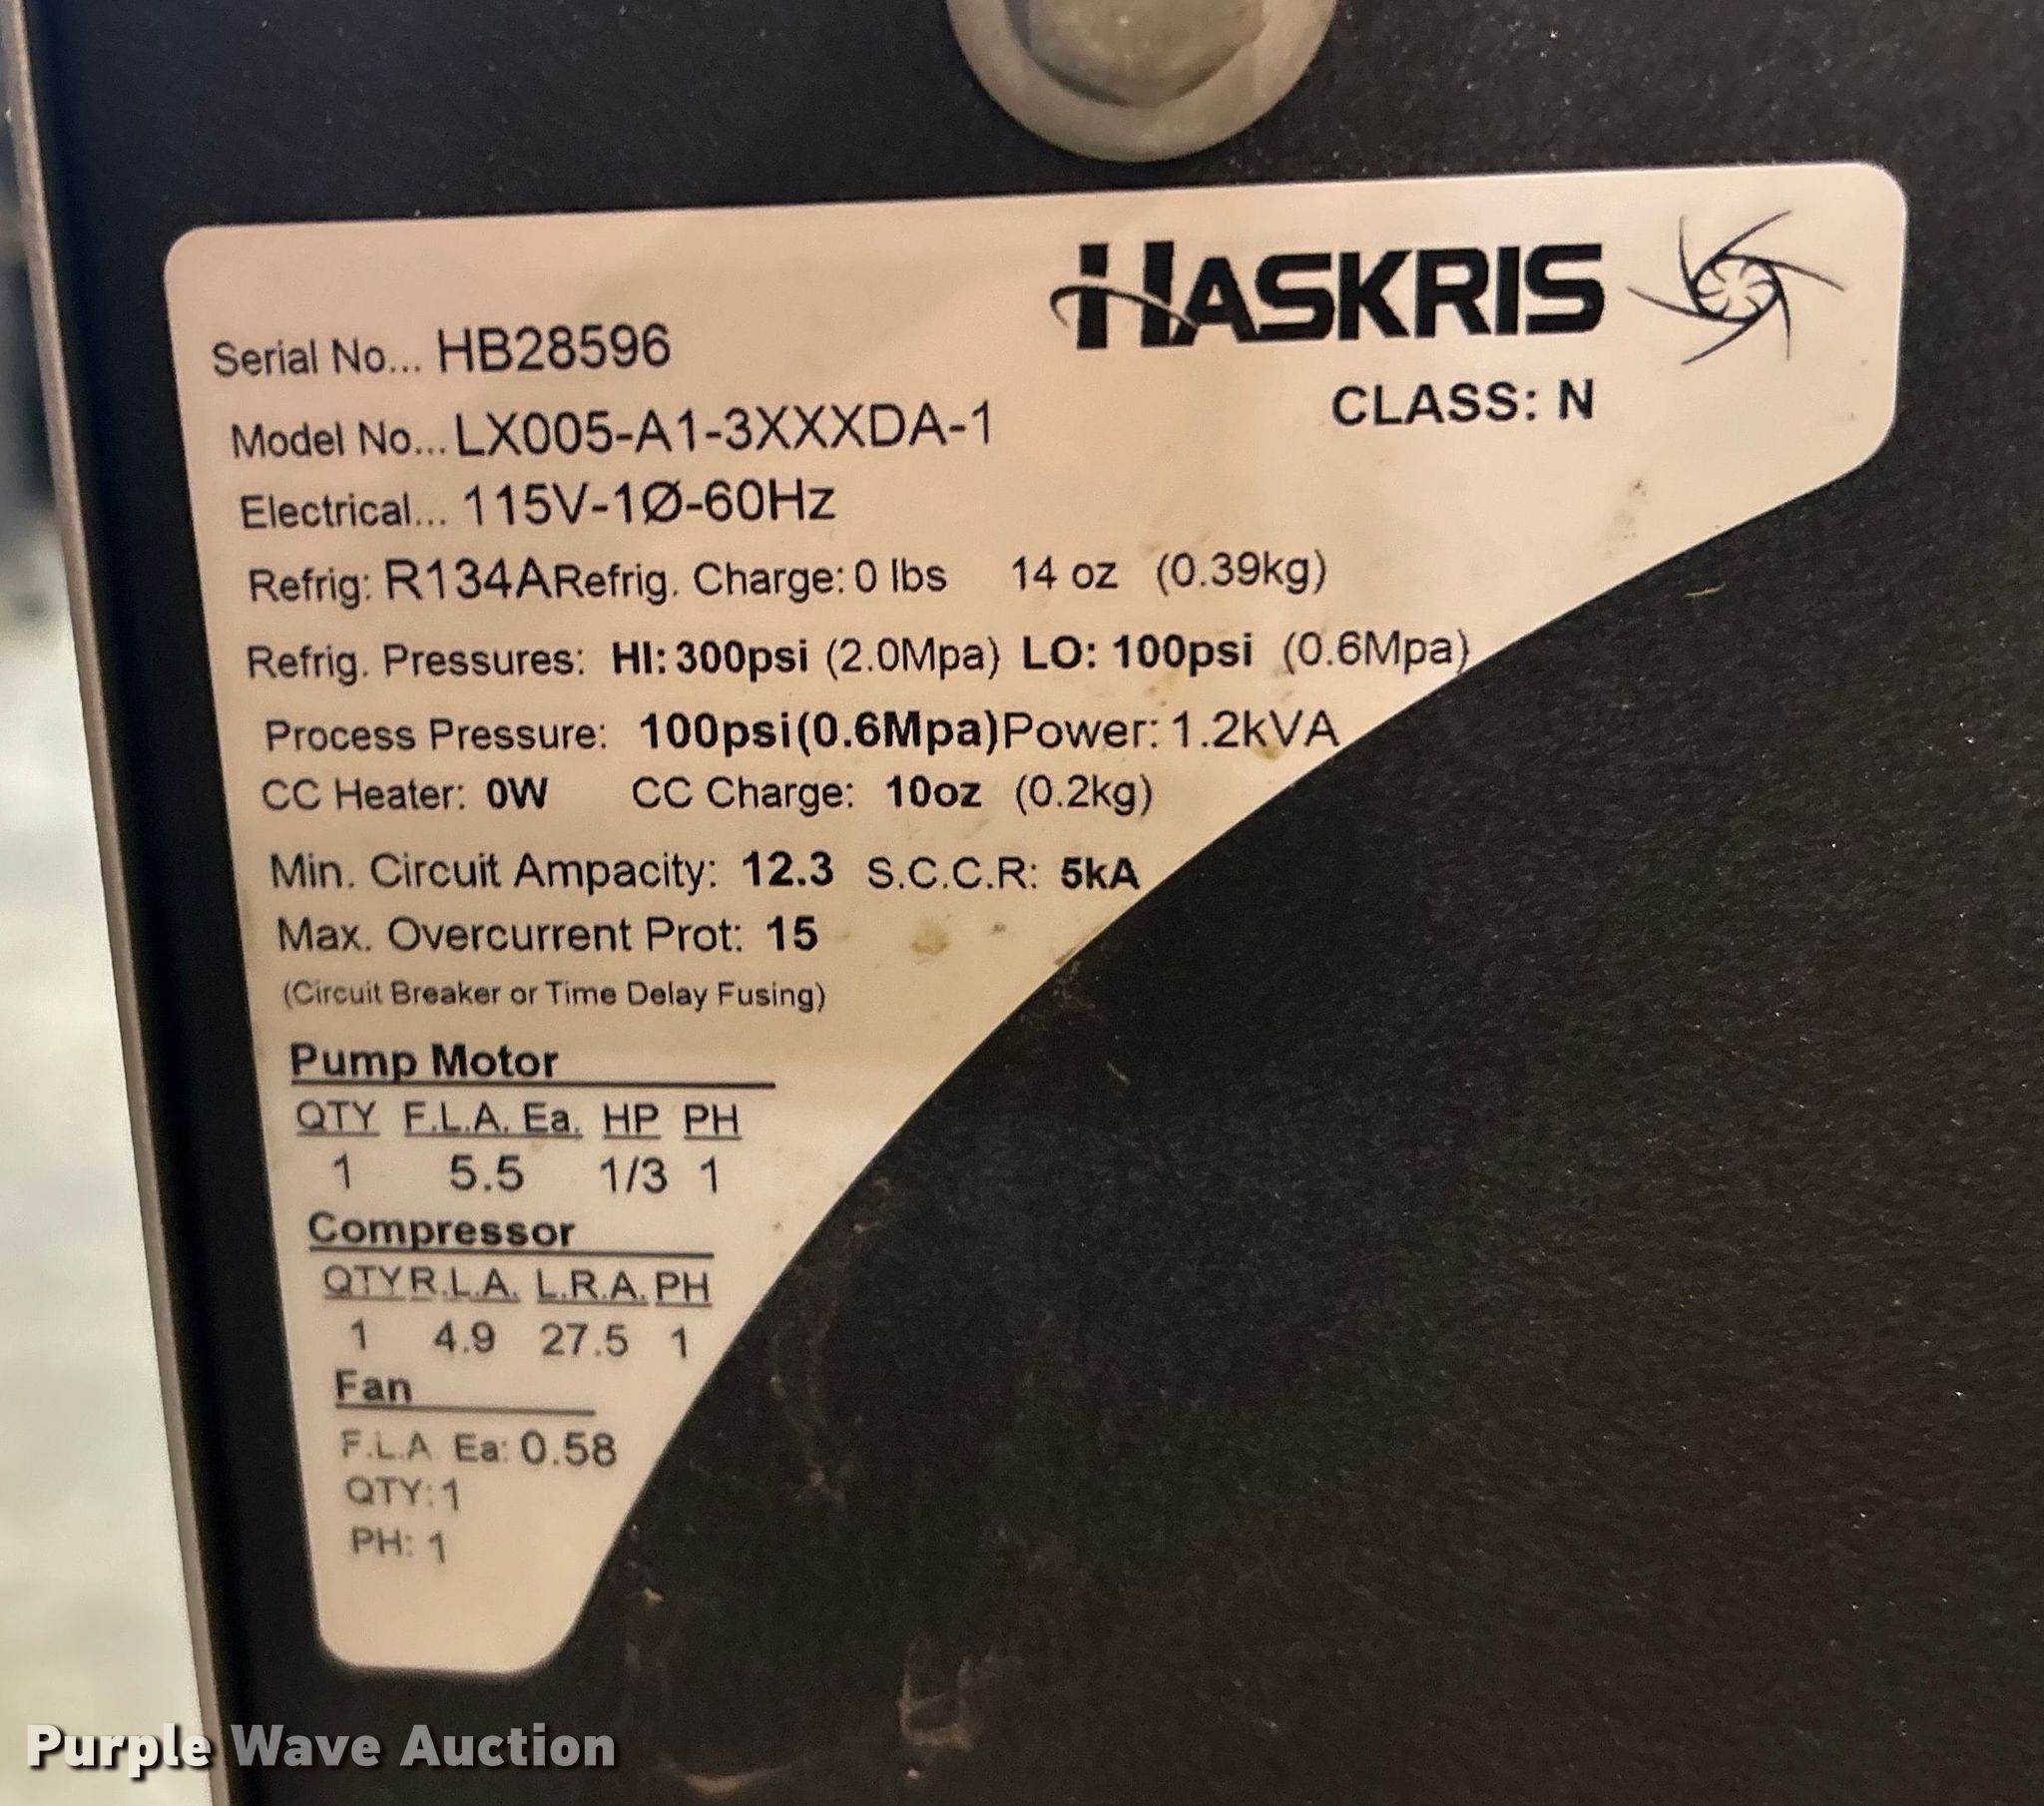 HASKRIS
CLASS: N
Serial No... HB28596
Model No... LX005-A1-3XXXDA-1
Electrical... 115V-1Ø-60Hz
Refrig: R134A Refrig. Charge: 0 lbs 14 oz (0.39kg)
Refrig. Pressures: HI: 300psi (2.0Mpa) LO: 100psi (0.6Mpa)
Process Pressure: 100psi(0.6Mpa) Power: 1.2kVA
CC Heater: 0W CC Charge: 10oz (0.2kg)
Min. Circuit Ampacity: 12.3 S.C.C.R: 5kA
Max. Overcurrent Prot: 15
(Circuit Breaker or Time Delay Fusing)
Pump Motor
QTY F.L.A. Ea. HP PH
1 5.5 1/3 1
Compressor
QTY R.L.A. L.R.A. PH
1 4.9 27.5 1
Fan
F.L.A Ea: 0.58
QTY: 1
PH: 1
Purple Wave Auction